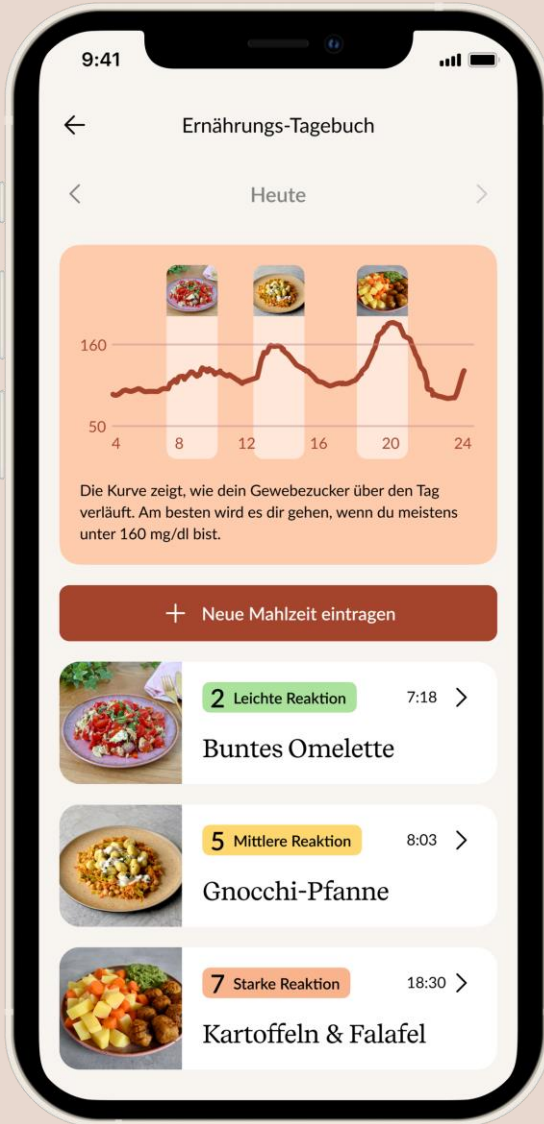 9:41
Ernährungs-Tagebuch
Heute
160
50
4 8 12 16 20 24
Die Kurve zeigt, wie dein Gewebezucker über den Tag
verläuft. Am besten wird es dir gehen, wenn du meistens
unter 160 mg/dl bist.
+ Neue Mahlzeit eintragen
2 Leichte Reaktion 7:18
Buntes Omelette
5 Mittlere Reaktion 8:03
Gnocchi-Pfanne
7 Starke Reaktion 18:30
Kartoffeln & Falafel